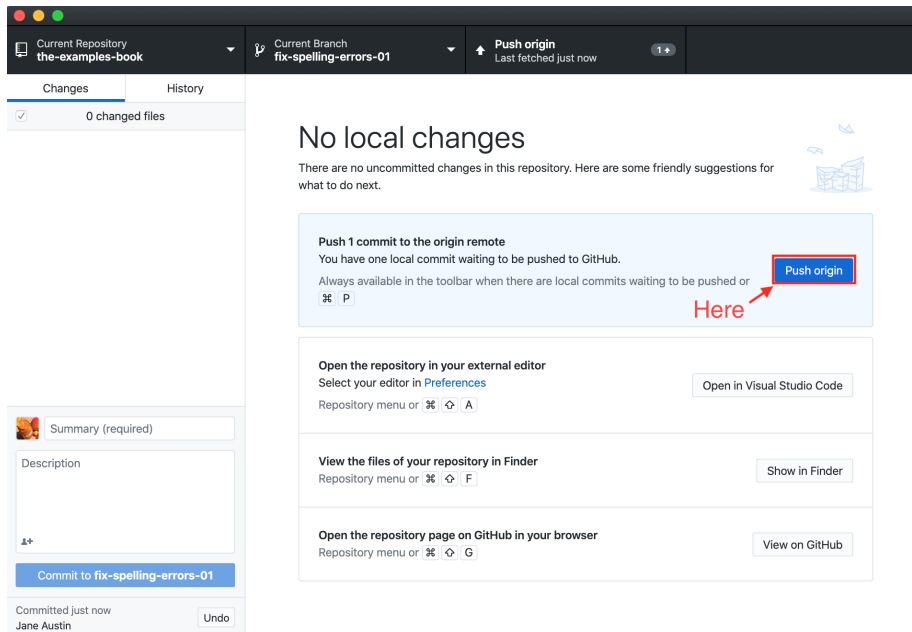 Current Repository
the-examples-book
Current Branch
fix-spelling-errors-01
Push origin
Last fetched just now
1
Changes
History
0 changed files
No local changes
There are no uncommitted changes in this repository. Here are some friendly suggestions for
what to do next.
Push 1 commit to the origin remote
You have one local commit waiting to be pushed to GitHub.
Always available in the toolbar when there are local commits waiting to be pushed or
⌘ P
Push origin
Here
Open the repository in your external editor
Select your editor in Preferences
Repository menu or ⌘ ⇧ A
Open in Visual Studio Code
View the files of your repository in Finder
Repository menu or ⌘ ⇧ F
Show in Finder
Open the repository page on GitHub in your browser
Repository menu or ⌘ ⇧ G
View on GitHub
Summary (required)
Description
Commit to fix-spelling-errors-01
Committed just now
Jane Austin
Undo